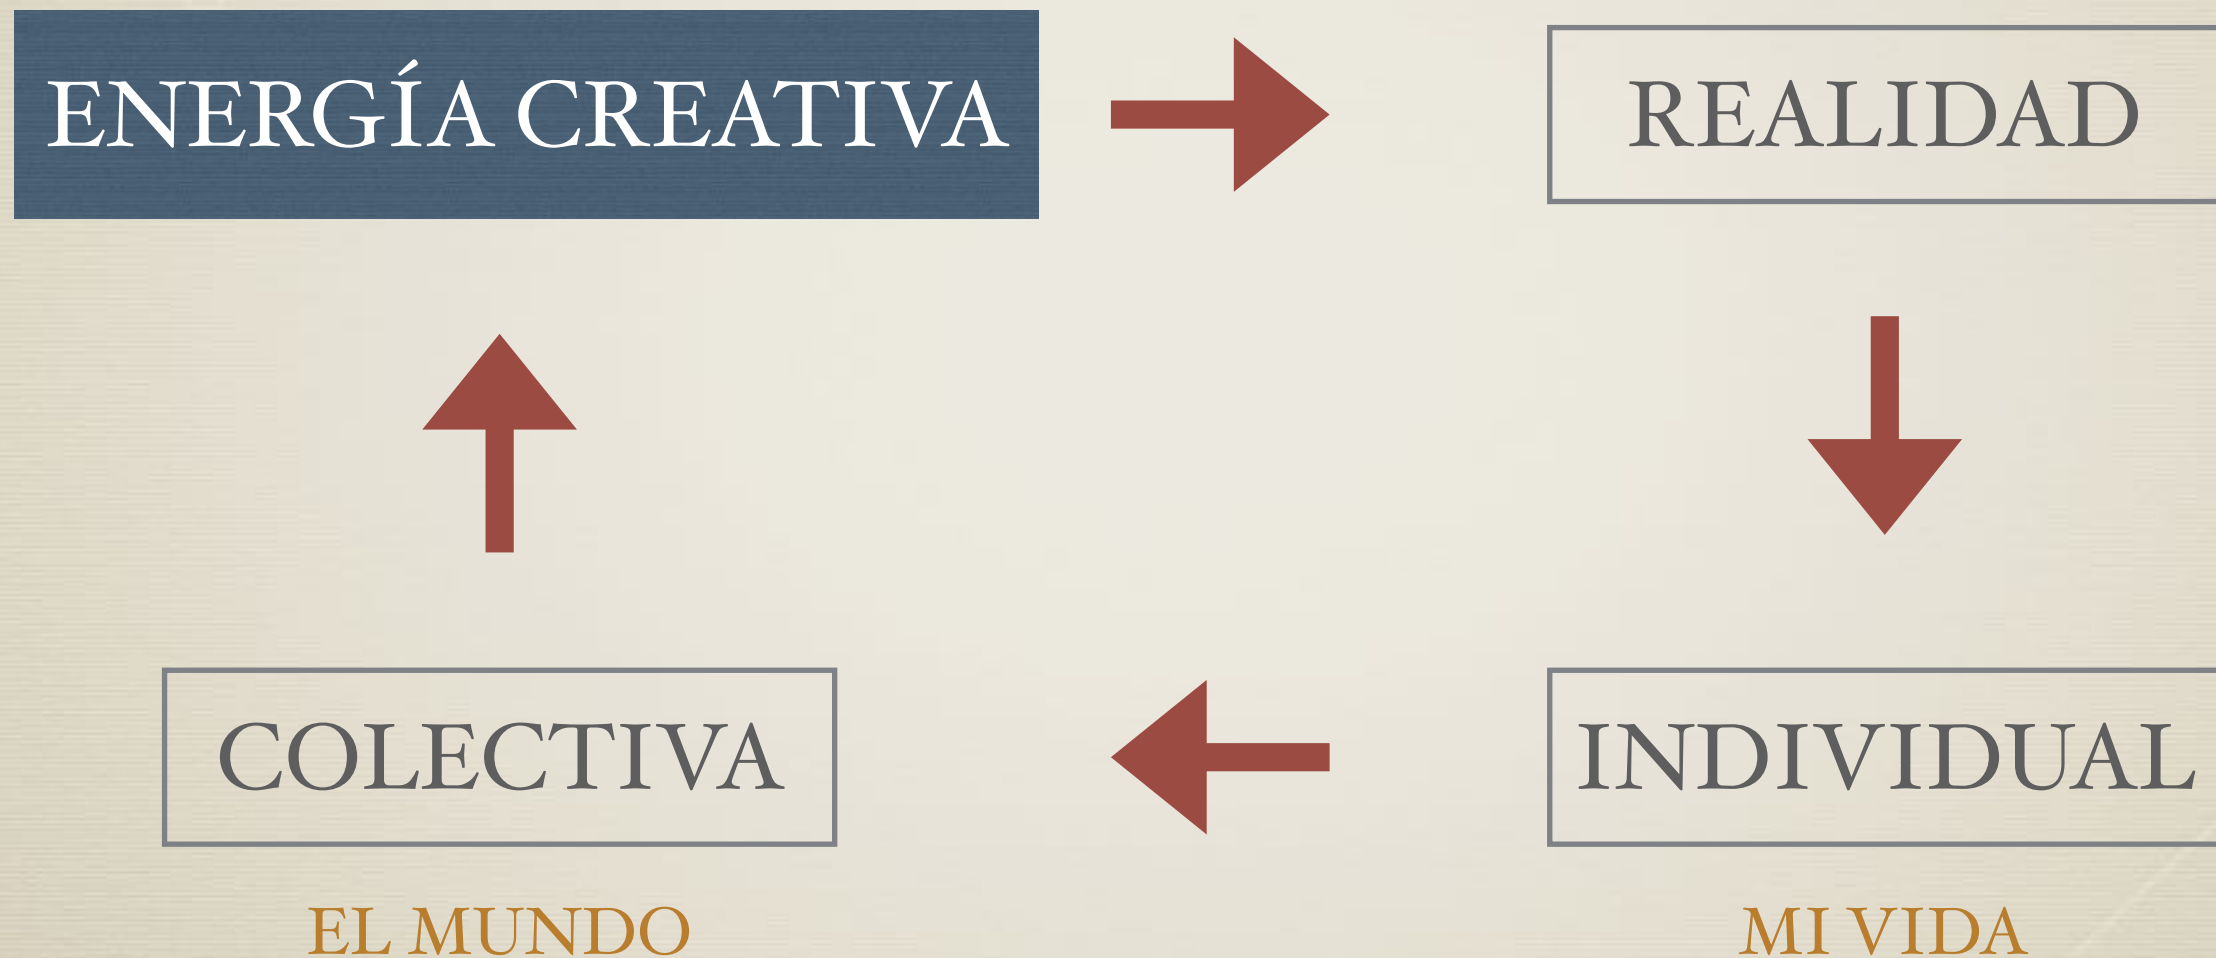 ENERGÍA CREATIVA
REALIDAD
COLECTIVA
INDIVIDUAL
EL MUNDO
MI VIDA